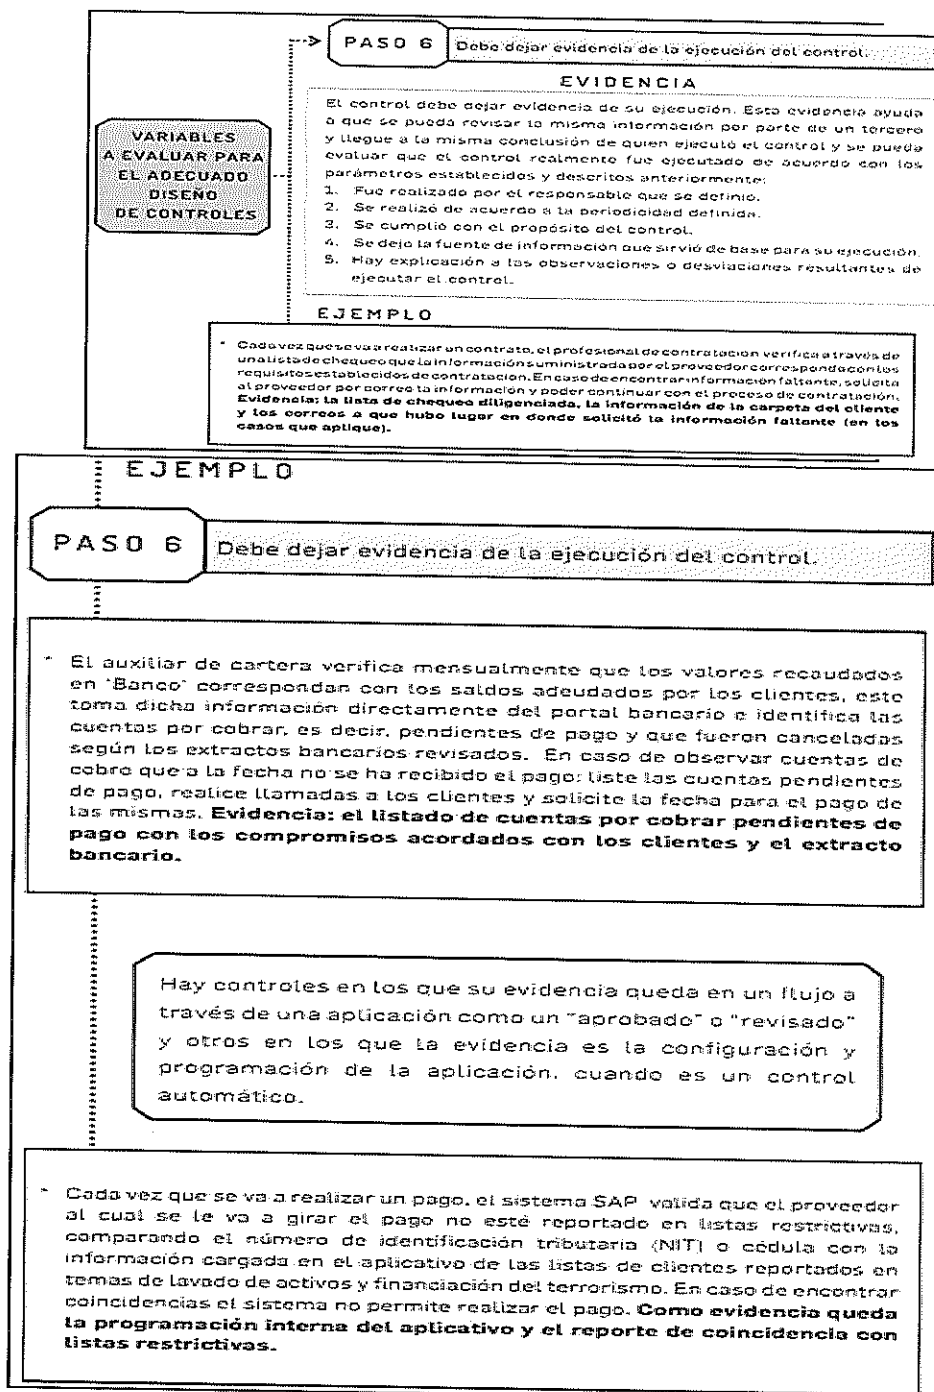 PASO 6
Debe dejar evidencia de la ejecución del control.
EVIDENCIA
El control debe dejar evidencia de su ejecución. Esta evidencia ayuda
a que se pueda revisar la misma información por parte de un tercero
y llegue a la misma conclusión de quien ejecutó el control y se pueda
evaluar que el control realmente fue ejecutado de acuerdo con los
parámetros establecidos y descritos anteriormente:
1. Fue realizado por el responsable que se definió.
2. Se realizó de acuerdo a la periodicidad definida.
3. Se cumplió con el propósito del control.
4. Se dejó la fuente de información que sirvió de base para su ejecución.
5. Hay explicación a las observaciones o desviaciones resultantes de
ejecutar el control.
VARIABLES
A EVALUAR PARA
EL ADECUADO
DISEÑO
DE CONTROLES
EJEMPLO
* Cada vez que se va a realizar un contrato, el profesional de contratación verifica a través de
una lista de chequeo que la información suministrada por el proveedor corresponda con los
requisitos establecidos de contratación. En caso de encontrar información faltante, solicita
al proveedor por correo la información y poder continuar con el proceso de contratación.
Evidencia: la lista de chequeo diligenciada, la información de la carpeta del cliente
y los correos a que hubo lugar en donde solicitó la información faltante (en los
casos que aplique).
EJEMPLO
PASO 6
Debe dejar evidencia de la ejecución del control.
* El auxiliar de cartera verifica mensualmente que los valores recaudados
en "Banco" correspondan con los saldos adeudados por los clientes, este
toma dicha información directamente del portal bancario e identifica las
cuentas por cobrar, es decir, pendientes de pago y que fueron canceladas
según los extractos bancarios revisados. En caso de observar cuentas de
cobro que a la fecha no se ha recibido el pago; liste las cuentas pendientes
de pago, realice llamadas a los clientes y solicite la fecha para el pago de
las mismas. Evidencia: el listado de cuentas por cobrar pendientes de
pago con los compromisos acordados con los clientes y el extracto
bancario.
Hay controles en los que su evidencia queda en un flujo a
través de una aplicación como un "aprobado" o "revisado"
y otros en los que la evidencia es la configuración y
programación de la aplicación, cuando es un control
automático.
* Cada vez que se va a realizar un pago, el sistema SAP valida que el proveedor
al cual se le va a girar el pago no esté reportado en listas restrictivas,
comparando el número de identificación tributaria (NIT) o cédula con la
información cargada en el aplicativo de las listas de clientes reportados en
temas de lavado de activos y financiación del terrorismo. En caso de encontrar
coincidencias el sistema no permite realizar el pago. Como evidencia queda
la programación interna del aplicativo y el reporte de coincidencia con
listas restrictivas.